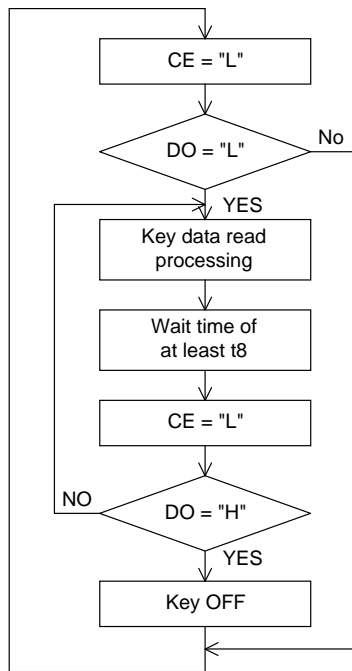 CE = "L"
DO = "L"
No
YES
Key data read
processing
Wait time of
at least t8
CE = "L"
NO
DO = "H"
YES
Key OFF